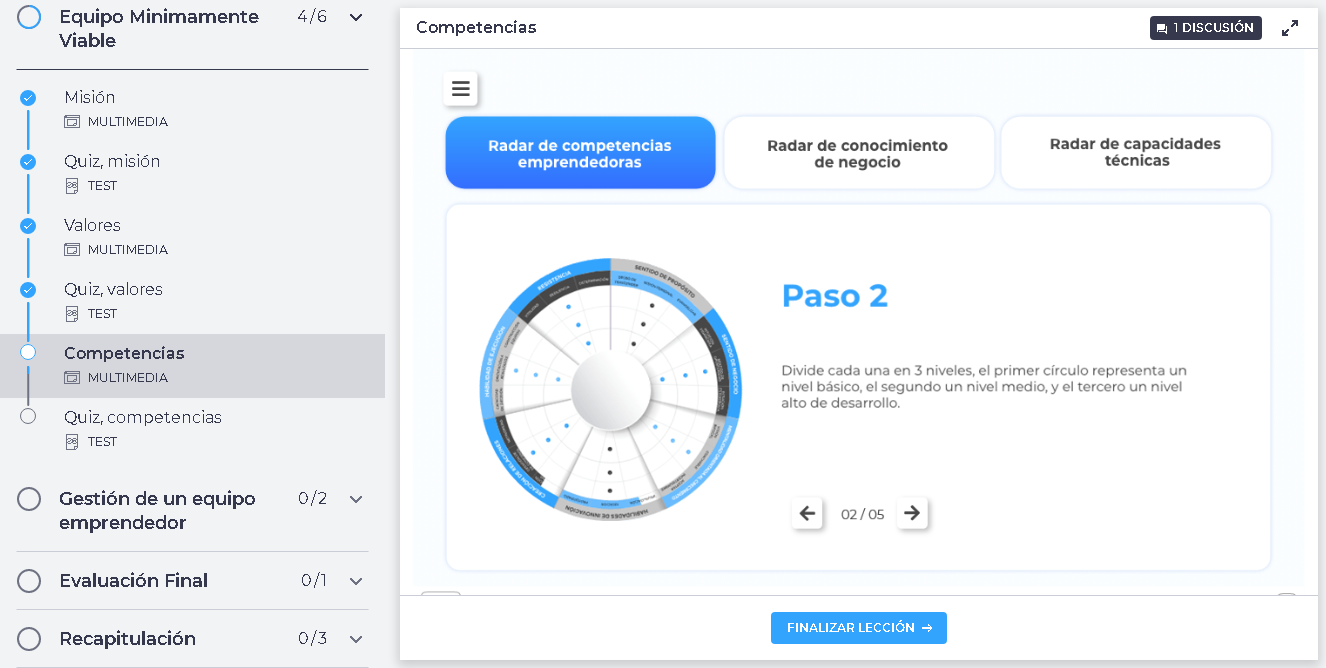 Equipo Minimamente
Viable
4/6
Misión
MULTIMEDIA
Quiz, misión
TEST
Valores
MULTIMEDIA
Quiz, valores
TEST
Competencias
MULTIMEDIA
Quiz, competencias
TEST
Gestión de un equipo
emprendedor
0/2
Evaluación Final
0/1
Recapitulación
0/3
Competencias
1 DISCUSIÓN
Radar de competencias
emprendedoras
Radar de conocimiento
de negocio
Radar de capacidades
técnicas
RESISTENCIA
SENTIDO DE PROPÓSITO
SENTIDO DE NEGOCIO
HABILIDADES DE INNOVACIÓN
CREACIÓN DE RELACIONES
HABILIDAD DE EJECUCIÓN
Paso 2
Divide cada una en 3 niveles, el primer círculo representa un
nivel básico, el segundo un nivel medio, y el tercero un nivel
alto de desarrollo.
02 / 05
FINALIZAR LECCIÓN